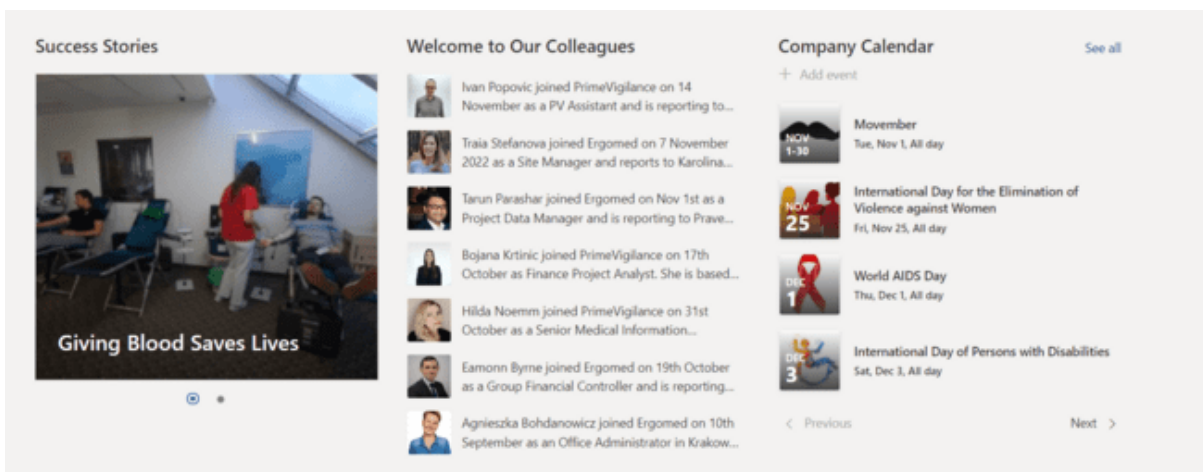 Success Stories
Giving Blood Saves Lives
Welcome to Our Colleagues
Ivan Popovic joined PrimeVigilance on 14
November as a PV Assistant and is reporting to...
Traia Stefanova joined Ergomed on 7 November
2022 as a Site Manager and reports to Karolina...
Tarun Parashar joined Ergomed on Nov 1st as a
Project Data Manager and is reporting to Prave...
Bojana Krtinic joined PrimeVigilance on 17th
October as Finance Project Analyst. She is based...
Hilda Noemm joined PrimeVigilance on 31st
October as a Senior Medical Information...
Eamonn Byrne joined Ergomed on 19th October
as a Group Financial Controller and is reporting...
Agnieszka Bohdanowicz joined Ergomed on 10th
September as an Office Administrator in Krakow...
Company Calendar
See all
+ Add event
NOV
1-30
Movember
Tue, Nov 1, All day
NOV
25
International Day for the Elimination of
Violence against Women
Fri, Nov 25, All day
DEC
1
World AIDS Day
Thu, Dec 1, All day
DEC
3
International Day of Persons with Disabilities
Sat, Dec 3, All day
< Previous
Next >